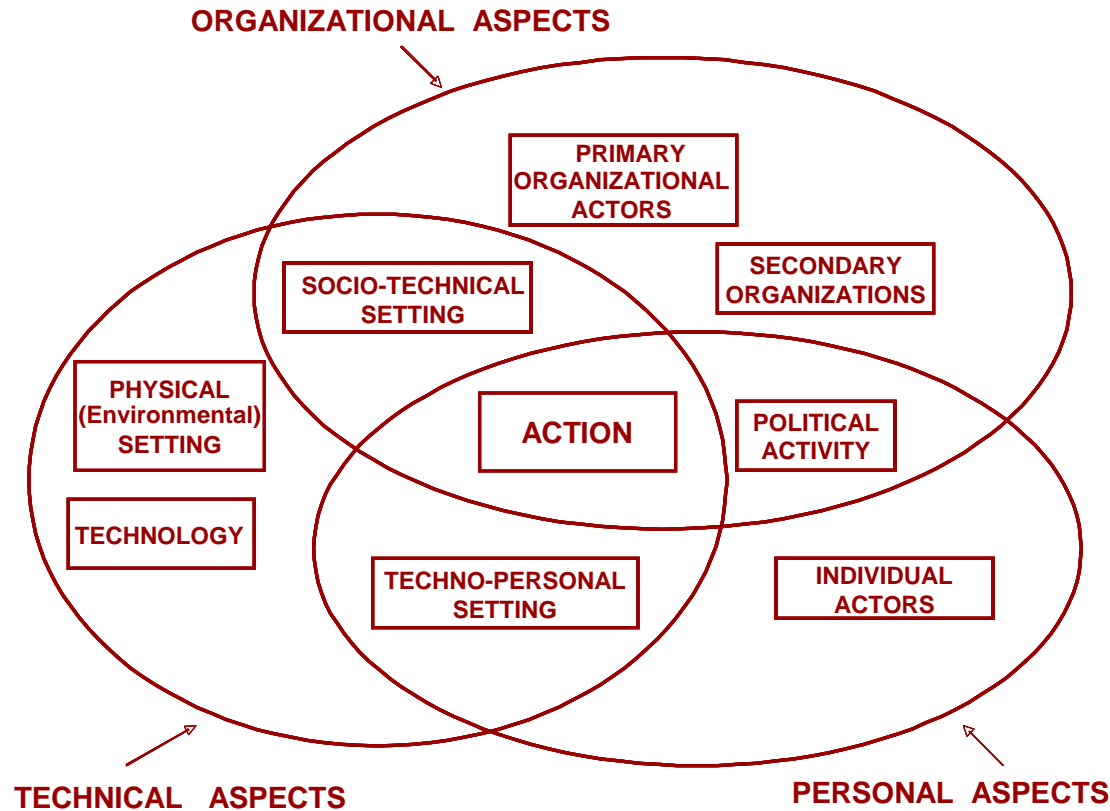 ORGANIZATIONAL ASPECTS
PRIMARY
ORGANIZATIONAL
ACTORS
SECONDARY
ORGANIZATIONS
SOCIO-TECHNICAL
SETTING
PHYSICAL
(Environmental)
SETTING
ACTION
POLITICAL
ACTIVITY
TECHNOLOGY
TECHNO-PERSONAL
SETTING
INDIVIDUAL
ACTORS
TECHNICAL ASPECTS
PERSONAL ASPECTS